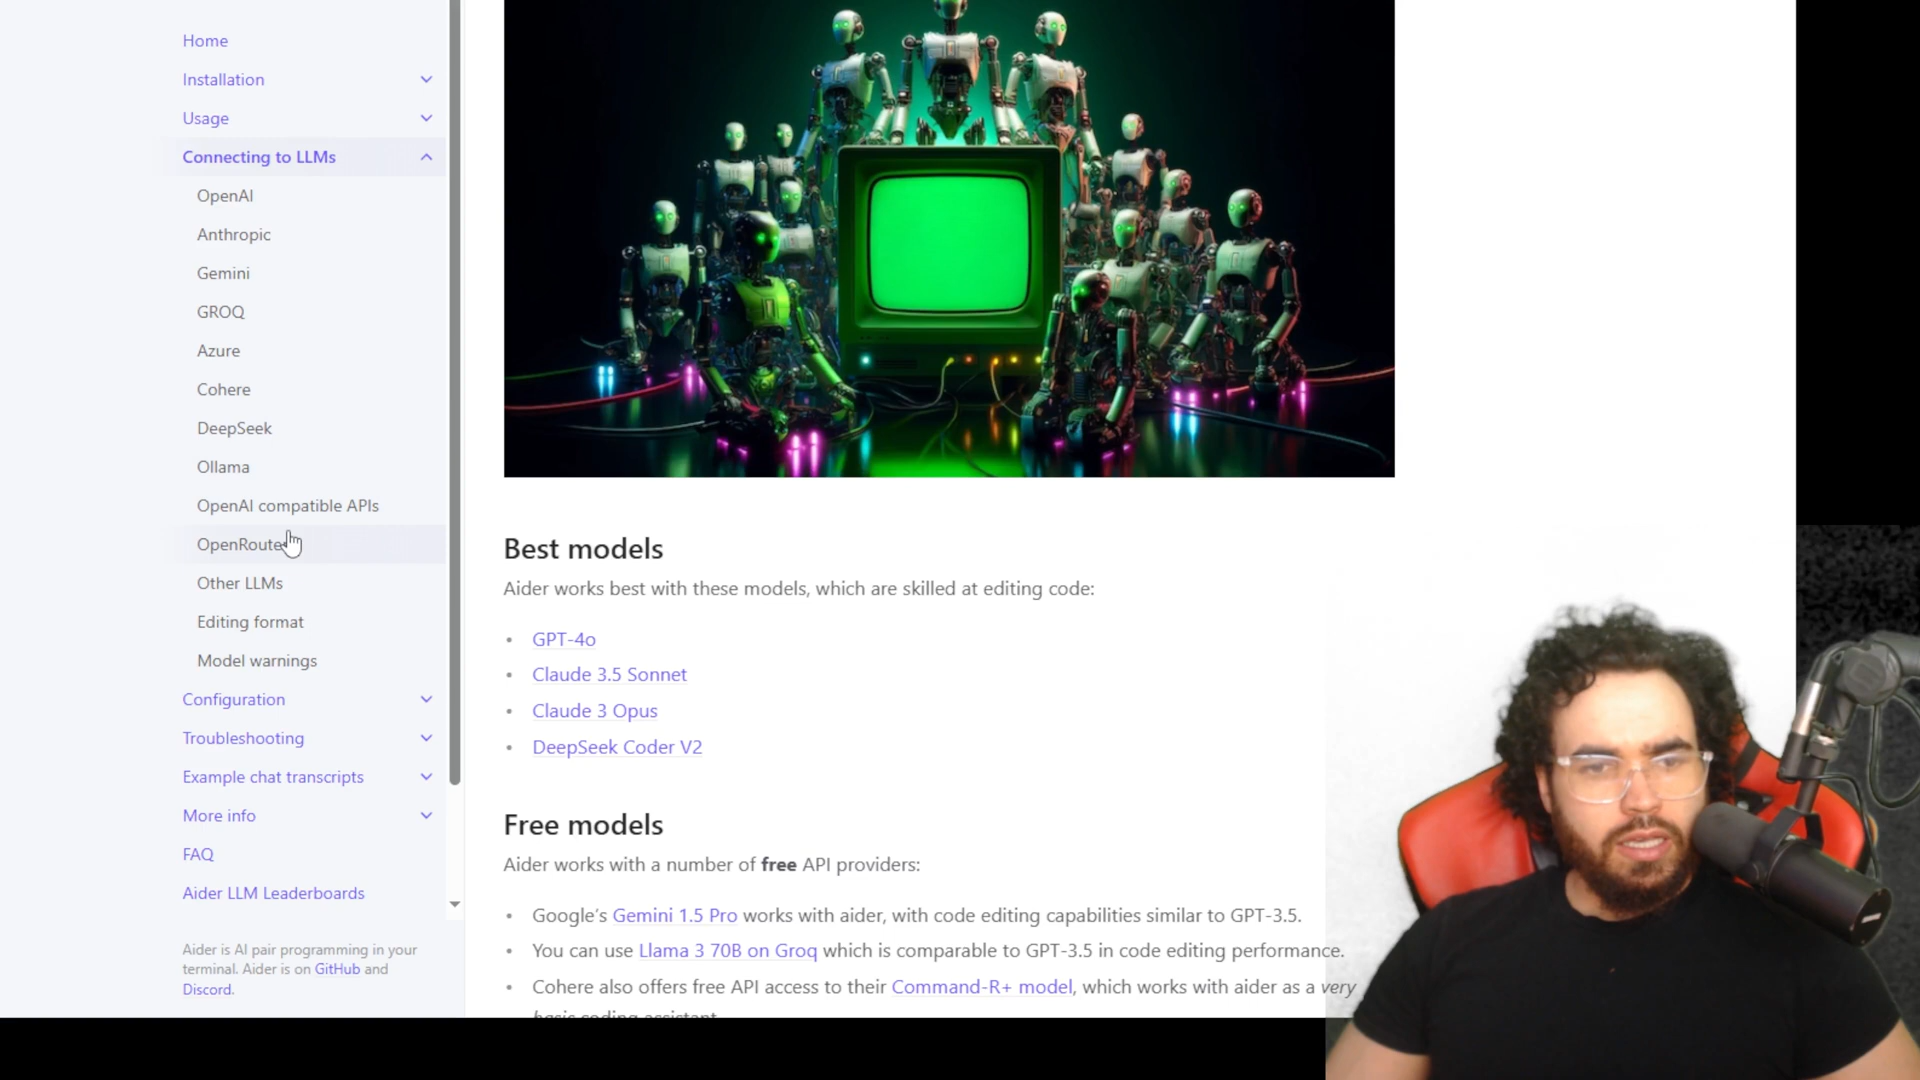 Home
Installation
Usage
Connecting to LLMs
OpenAI
Anthropic
Gemini
GROQ
Azure
Cohere
DeepSeek
Ollama
OpenAI compatible APIs
OpenRoute
Other LLMs
Editing format
Model warnings
Configuration
Troubleshooting
Example chat transcripts
More info
FAQ
Aider LLM Leaderboards
Aider is AI pair programming in your
terminal. Aider is on GitHub and
Discord.
Best models
Aider works best with these models, which are skilled at editing code:
• GPT-4o
• Claude 3.5 Sonnet
• Claude 3 Opus
• DeepSeek Coder V2
Free models
Aider works with a number of free API providers:
• Google's Gemini 1.5 Pro works with aider, with code editing capabilities similar to GPT-3.5.
• You can use Llama 3 70B on Groq which is comparable to GPT-3.5 in code editing performance.
• Cohere also offers free API access to their Command-R+ model, which works with aider as a very
basic coding assistant